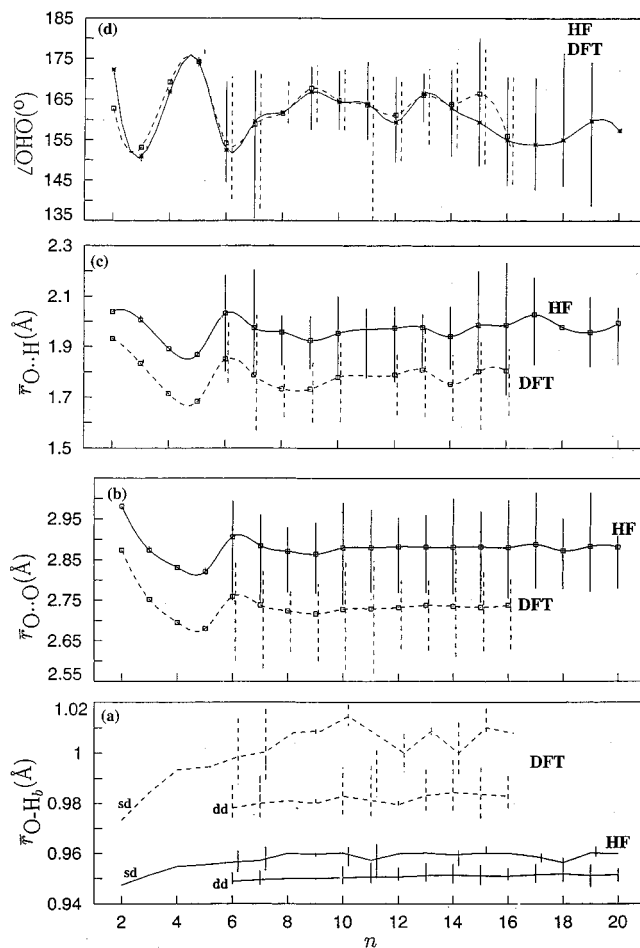 (d)
HF
DFT
185
175
165
155
145
135
∠OHO(°)
(c)
2.3
2.1
1.9
1.7
1.5
HF
DFT
r̅O··H(Å)
(b)
2.95
2.85
2.75
2.65
2.55
HF
DFT
r̅O··O(Å)
(a)
1.02
1
0.98
0.96
0.94
DFT
HF
sd
dd
sd
dd
r̅O-Hb(Å)
2 4 6 8 10 12 14 16 18 20
n